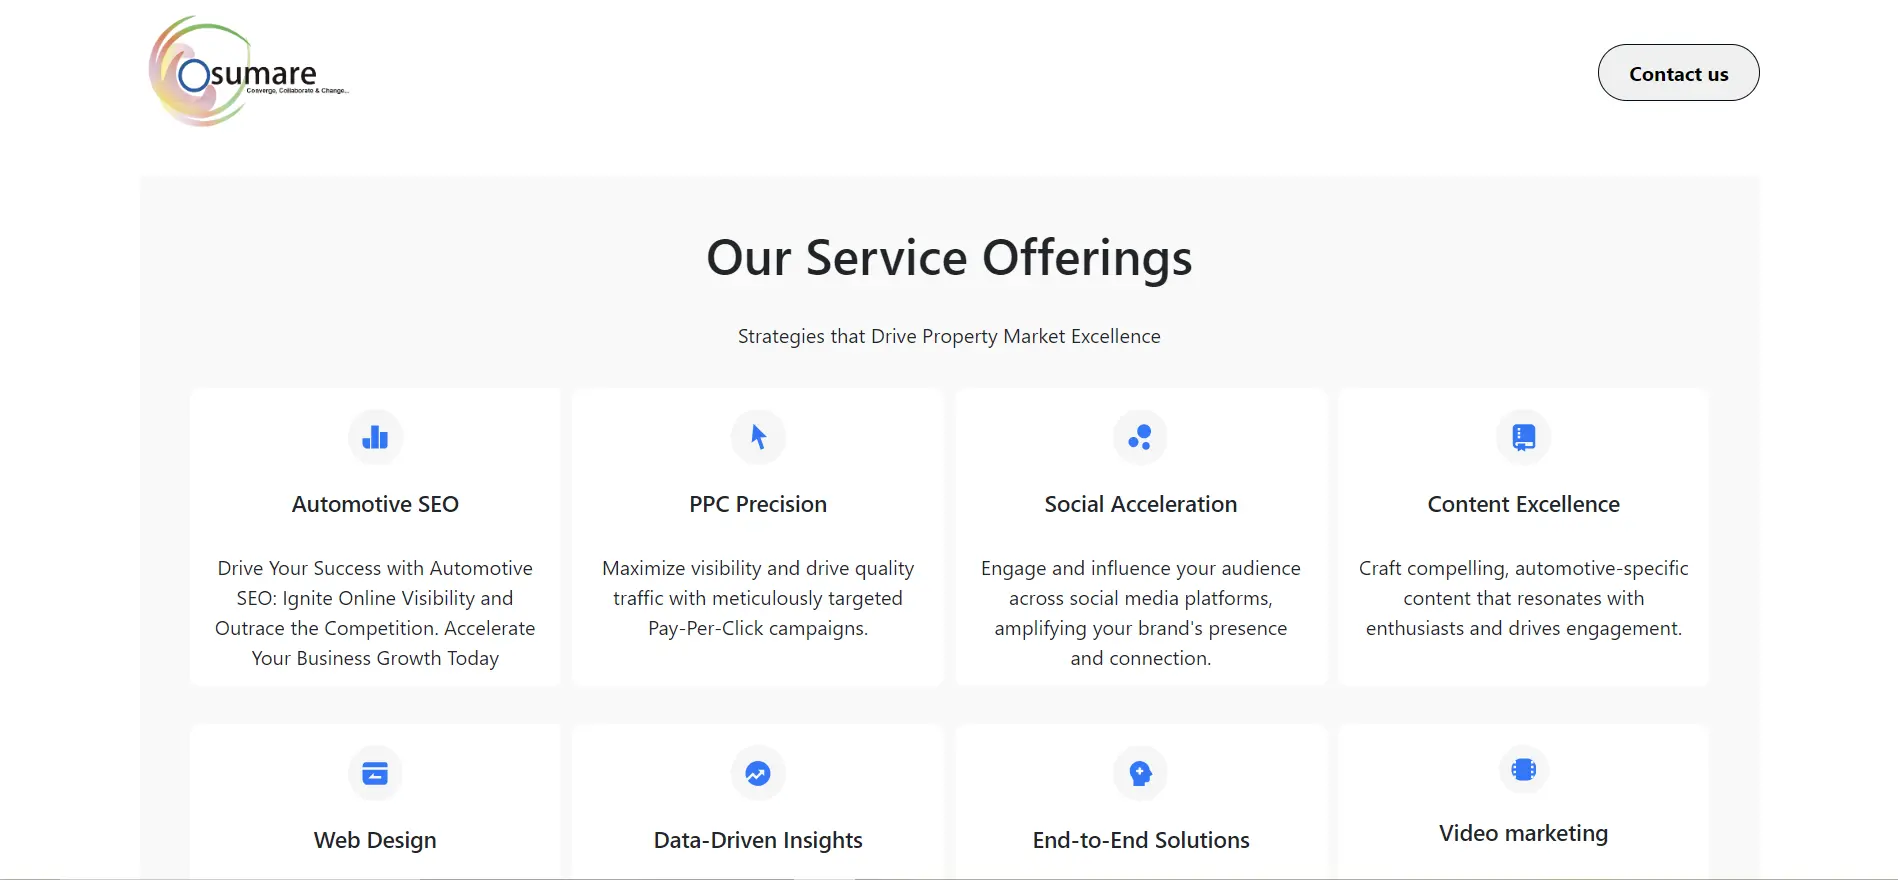 Osumare
Converge, Collaborate & Change...
Contact us
Our Service Offerings
Strategies that Drive Property Market Excellence
Automotive SEO
Drive Your Success with Automotive
SEO: Ignite Online Visibility and
Outrace the Competition. Accelerate
Your Business Growth Today
PPC Precision
Maximize visibility and drive quality
traffic with meticulously targeted
Pay-Per-Click campaigns.
Social Acceleration
Engage and influence your audience
across social media platforms,
amplifying your brand's presence
and connection.
Content Excellence
Craft compelling, automotive-specific
content that resonates with
enthusiasts and drives engagement.
Web Design
Data-Driven Insights
End-to-End Solutions
Video marketing